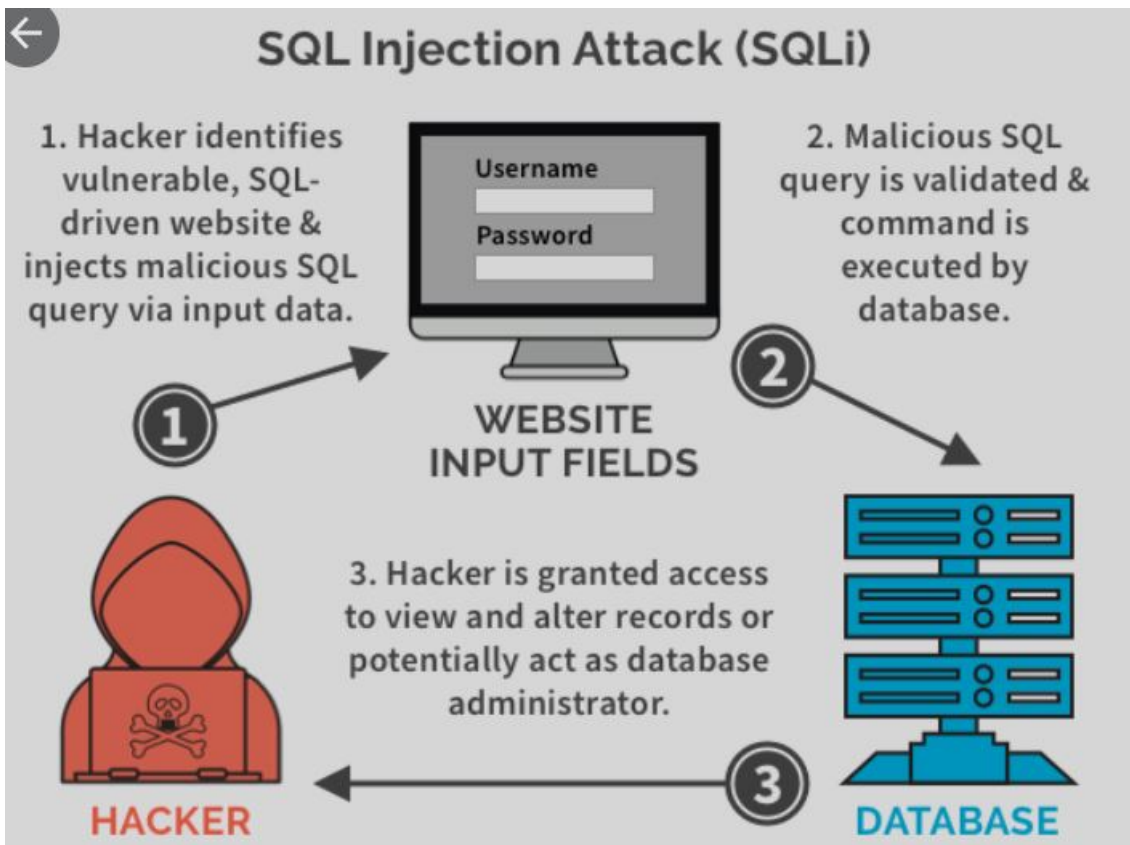 SQL Injection Attack (SQLi)
1. Hacker identifies
vulnerable, SQL-
driven website &
injects malicious SQL
query via input data.
Username
Password
2. Malicious SQL
query is validated &
command is
executed by
database.
1
2
WEBSITE
INPUT FIELDS
3. Hacker is granted access
to view and alter records or
potentially act as database
administrator.
3
HACKER
DATABASE